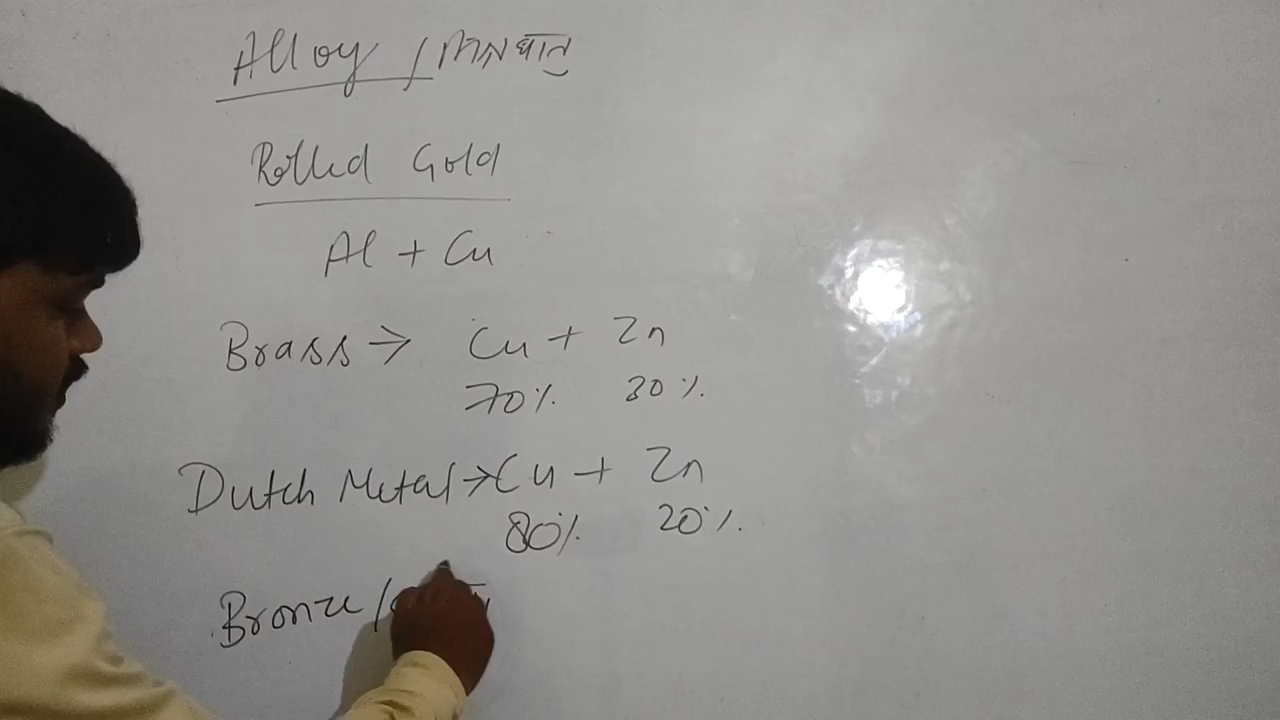 Alloy / मिश्रधातु
Rolled Gold
Al + Cu
Brass → Cu + Zn
70% 30%
Dutch Metal → Cu + Zn
80% 20%
Bronze /